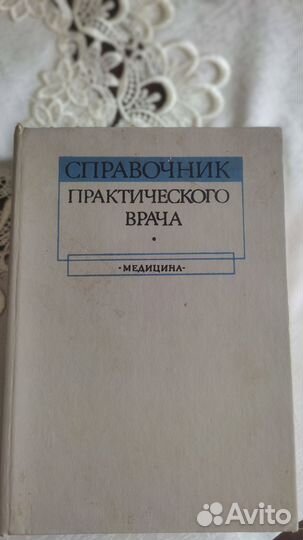 СПРАВОЧНИК
ПРАКТИЧЕСКОГО
ВРАЧА
•
-МЕДИЦИНА-
Avito